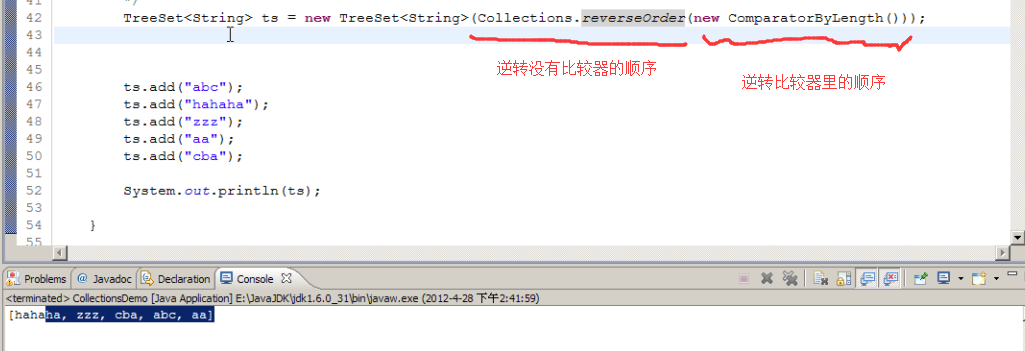 41 */
42 TreeSet<String> ts = new TreeSet<String>(Collections.reverseOrder(new ComparatorByLength()));
43
逆转没有比较器的顺序
逆转比较器里的顺序
44
45
46 ts.add("abc");
47 ts.add("hahaha");
48 ts.add("zzz");
49 ts.add("aa");
50 ts.add("cba");
51
52 System.out.println(ts);
53
54 }
55
Problems @ Javadoc Declaration Console
<terminated> CollectionsDemo [Java Application] E:\JavaJDK\jdk1.6.0_31\bin\javaw.exe (2012-4-28 下午2:41:59)
[hahaha, zzz, cba, abc, aa]